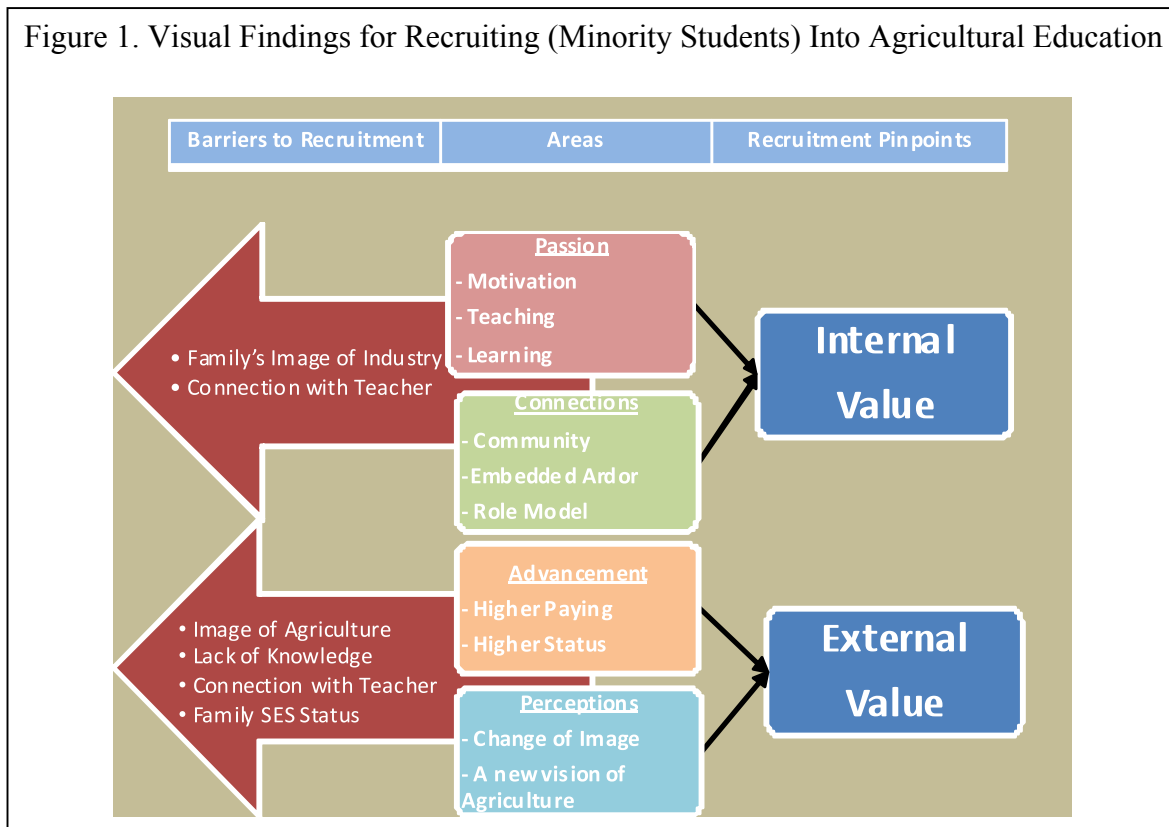 Figure 1. Visual Findings for Recruiting (Minority Students) Into Agricultural Education
Barriers to Recruitment
Areas
Recruitment Pinpoints
• Family's Image of Industry
• Connection with Teacher
Passion
- Motivation
- Teaching
- Learning
Connections
- Community
-Embedded Ardor
- Role Model
Internal
Value
• Image of Agriculture
• Lack of Knowledge
• Connection with Teacher
• Family SES Status
Advancement
- Higher Paying
- Higher Status
Perceptions
- Change of Image
- A new vision of
Agriculture
External
Value